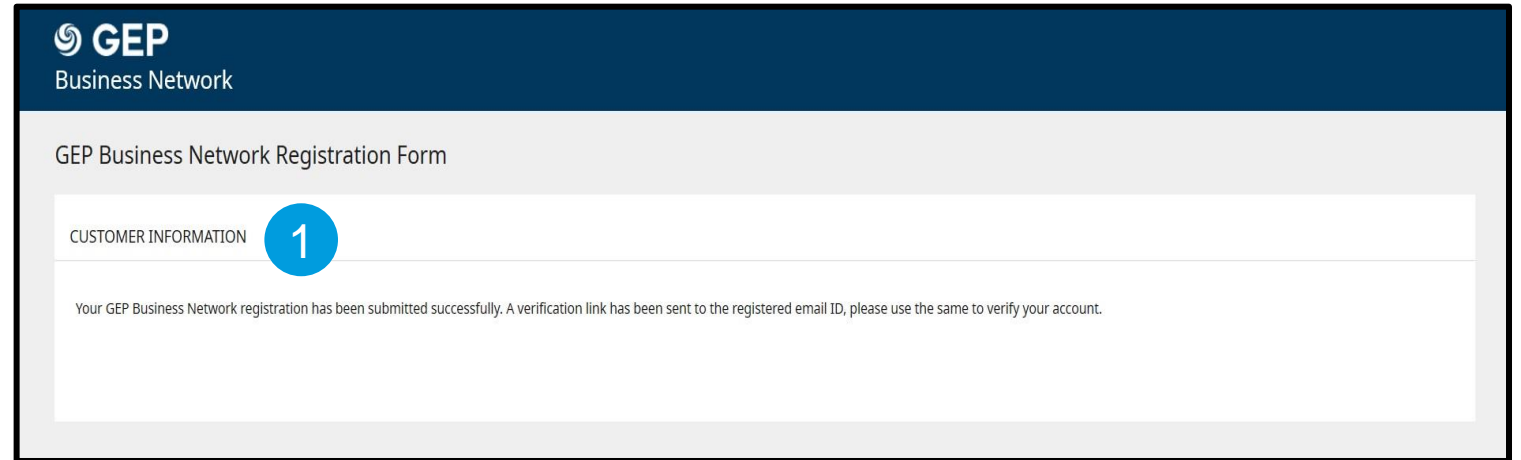 GEP
Business Network
GEP Business Network Registration Form
CUSTOMER INFORMATION 1
Your GEP Business Network registration has been submitted successfully. A verification link has been sent to the registered email ID, please use the same to verify your account.